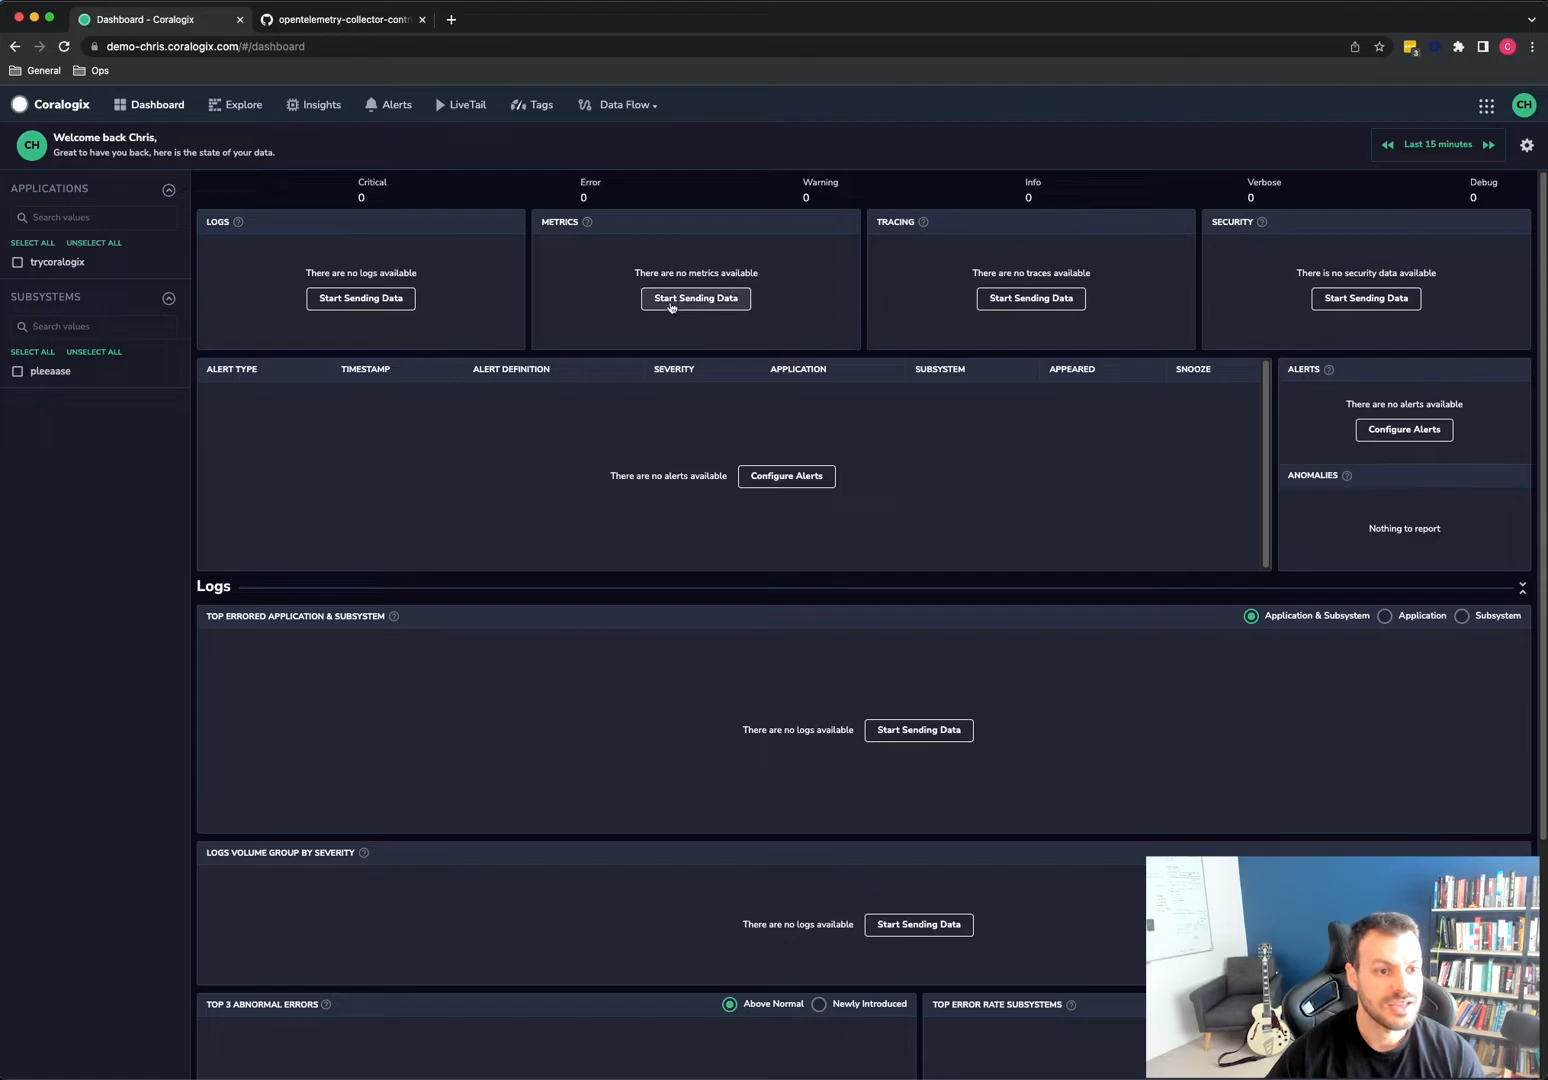 Dashboard - Coralogix
opentelemetry-collector-contri
demo-chris.coralogix.com/#/dashboard
3
C
General
Ops
Coralogix
Dashboard
Explore
Insights
Alerts
LiveTail
Tags
Data Flow
CH
CH
Welcome back Chris,
Great to have you back, here is the state of your data.
Last 15 minutes
APPLICATIONS
Search values
SELECT ALL
UNSELECT ALL
trycoralogix
SUBSYSTEMS
Search values
SELECT ALL
UNSELECT ALL
pleeaase
Critical
0
Error
0
Warning
0
Info
0
Verbose
0
Debug
0
LOGS
There are no logs available
Start Sending Data
METRICS
There are no metrics available
Start Sending Data
TRACING
There are no traces available
Start Sending Data
SECURITY
There is no security data available
Start Sending Data
ALERT TYPE
TIMESTAMP
ALERT DEFINITION
SEVERITY
APPLICATION
SUBSYSTEM
APPEARED
SNOOZE
There are no alerts available
Configure Alerts
ALERTS
There are no alerts available
Configure Alerts
ANOMALIES
Nothing to report
Logs
TOP ERRORED APPLICATION & SUBSYSTEM
Application & Subsystem
Application
Subsystem
There are no logs available
Start Sending Data
LOGS VOLUME GROUP BY SEVERITY
There are no logs available
Start Sending Data
TOP 3 ABNORMAL ERRORS
Above Normal
Newly Introduced
TOP ERROR RATE SUBSYSTEMS